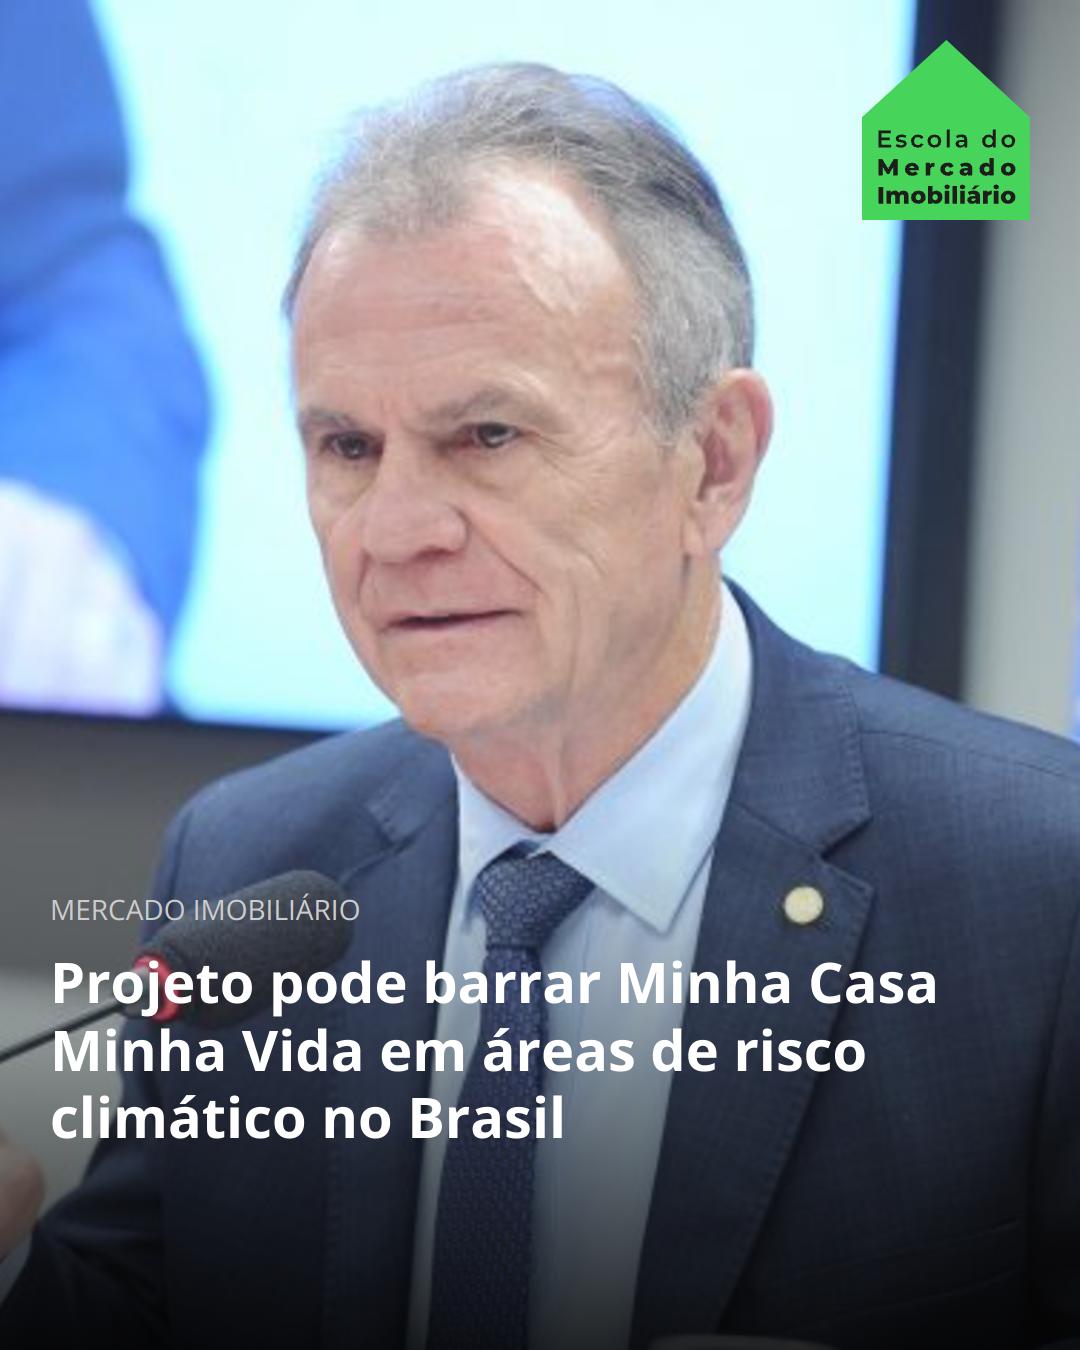 Escola do
Mercado
Imobiliário
MERCADO IMOBILIÁRIO
Projeto pode barrar Minha Casa
Minha Vida em áreas de risco
climático no Brasil